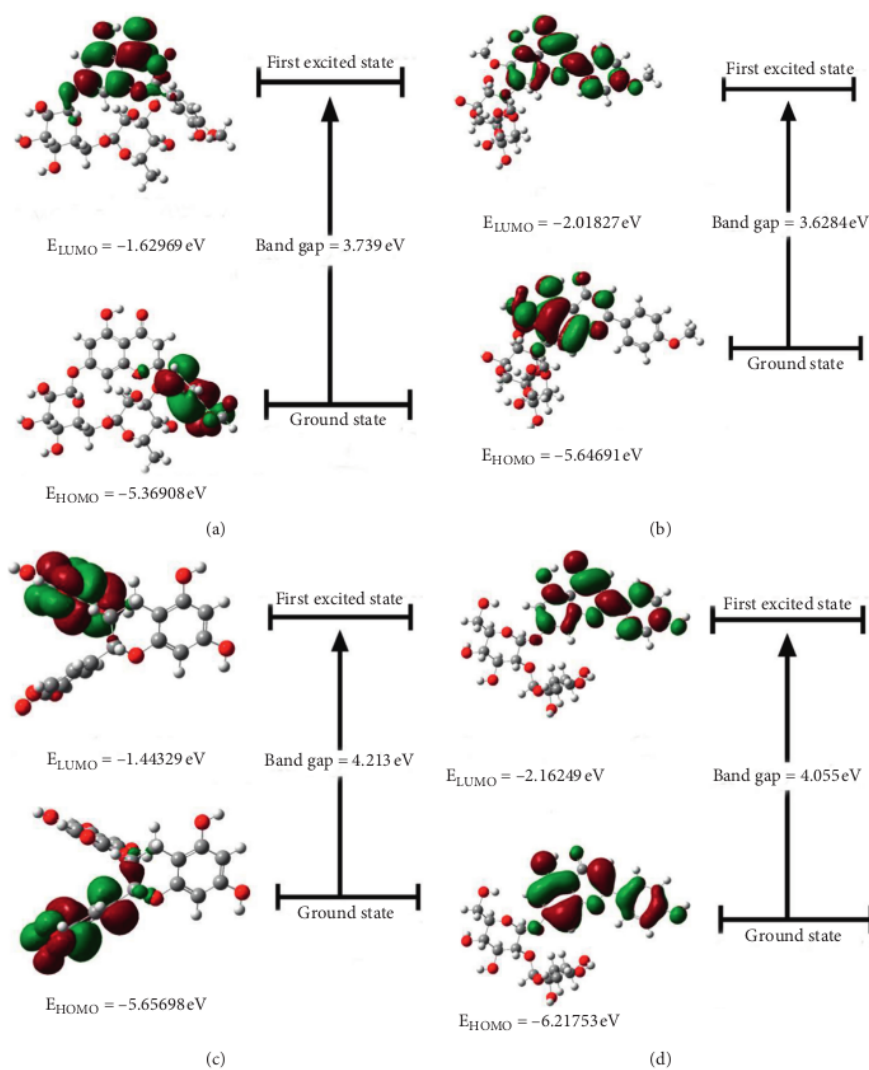 First excited state
E_LUMO = −1.62969 eV
Band gap = 3.739 eV
Ground state
E_HOMO = −5.36908 eV
(a)
First excited state
E_LUMO = −2.01827 eV
Band gap = 3.6284 eV
Ground state
E_HOMO = −5.64691 eV
(b)
First excited state
E_LUMO = −1.44329 eV
Band gap = 4.213 eV
Ground state
E_HOMO = −5.65698 eV
(c)
First excited state
E_LUMO = −2.16249 eV
Band gap = 4.055 eV
Ground state
E_HOMO = −6.21753 eV
(d)